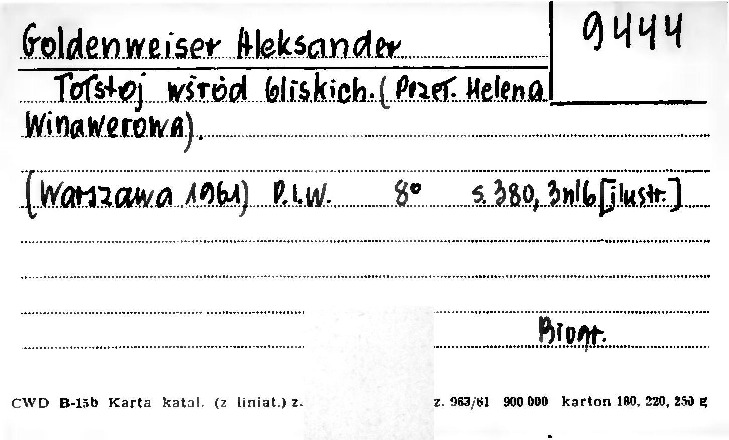 9444
Goldenweiser Aleksander
Tołstoj wśród bliskich. (Przeł. Helena
Winawerowa).
(Warszawa 1961) P.I.W. 8° s. 380, 3nlb [ilustr.]
Biogr.
CWD B-15b Karta katal. (z liniat.) z. z. 963/61 900 000 karton 180, 220, 250 g